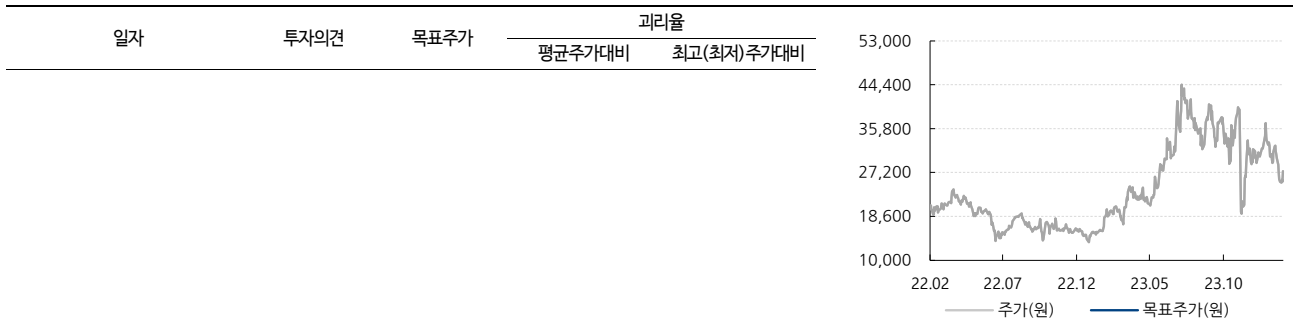 일자 투자의견 목표주가 괴리율
평균주가대비 최고(최저)주가대비
53,000
44,400
35,800
27,200
18,600
10,000
22.02 22.07 22.12 23.05 23.10
주가(원) 목표주가(원)